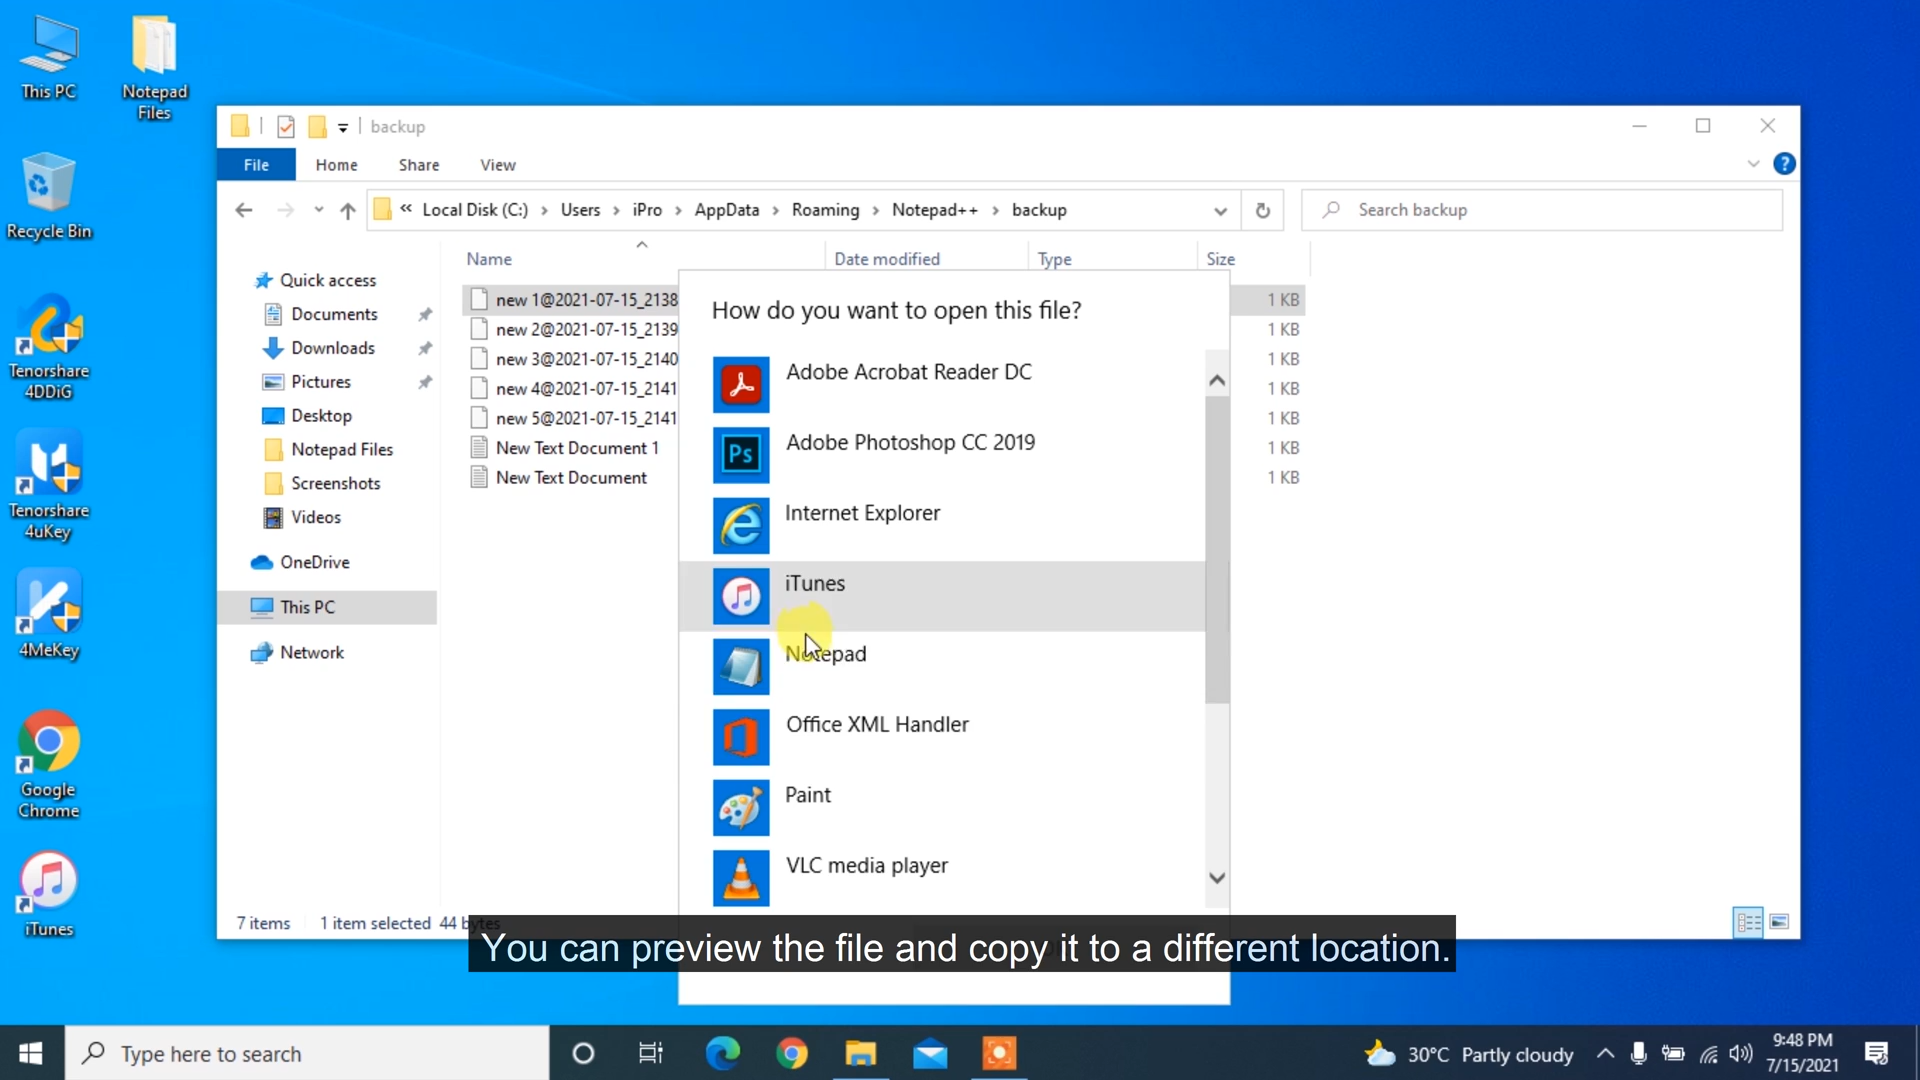 This PC
Notepad
Files
Recycle Bin
Tenorshare
4DDiG
Tenorshare
4uKey
4MeKey
Google
Chrome
iTunes
backup
File Home Share View
« Local Disk (C:) › Users › iPro › AppData › Roaming › Notepad++ › backup
Search backup
Quick access
Documents
Downloads
Pictures
Desktop
Notepad Files
Screenshots
Videos
OneDrive
This PC
Network
Name Date modified Type Size
new 1@2021-07-15_2138 1 KB
new 2@2021-07-15_2139 1 KB
new 3@2021-07-15_2140 1 KB
new 4@2021-07-15_2141 1 KB
new 5@2021-07-15_2141 1 KB
New Text Document 1 1 KB
New Text Document 1 KB
How do you want to open this file?
Adobe Acrobat Reader DC
Adobe Photoshop CC 2019
Internet Explorer
iTunes
Notepad
Office XML Handler
Paint
VLC media player
7 items 1 item selected 44 bytes
You can preview the file and copy it to a different location.
Type here to search
30°C Partly cloudy
9:48 PM
7/15/2021